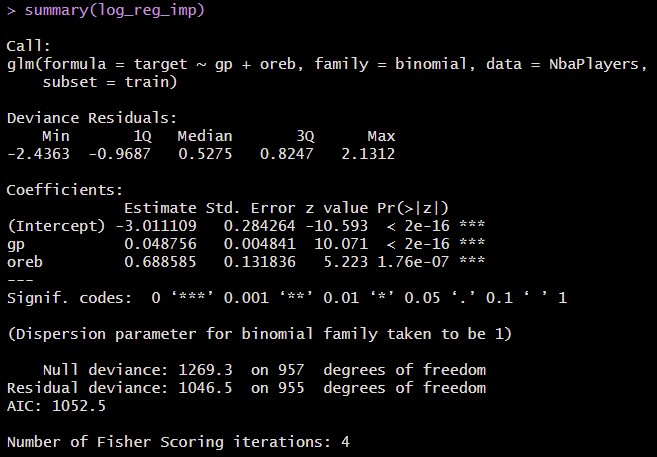 > summary(log_reg_imp)

Call:
glm(formula = target ~ gp + oreb, family = binomial, data = NbaPlayers,
    subset = train)

Deviance Residuals:
    Min       1Q   Median       3Q      Max
-2.4363  -0.9687   0.5275   0.8247   2.1312

Coefficients:
             Estimate Std. Error z value Pr(>|z|)
(Intercept) -3.011109   0.284264 -10.593  < 2e-16 ***
gp           0.048756   0.004841  10.071  < 2e-16 ***
oreb         0.688585   0.131836   5.223 1.76e-07 ***
---
Signif. codes:  0 ‘***’ 0.001 ‘**’ 0.01 ‘*’ 0.05 ‘.’ 0.1 ‘ ’ 1

(Dispersion parameter for binomial family taken to be 1)

    Null deviance: 1269.3  on 957  degrees of freedom
Residual deviance: 1046.5  on 955  degrees of freedom
AIC: 1052.5

Number of Fisher Scoring iterations: 4